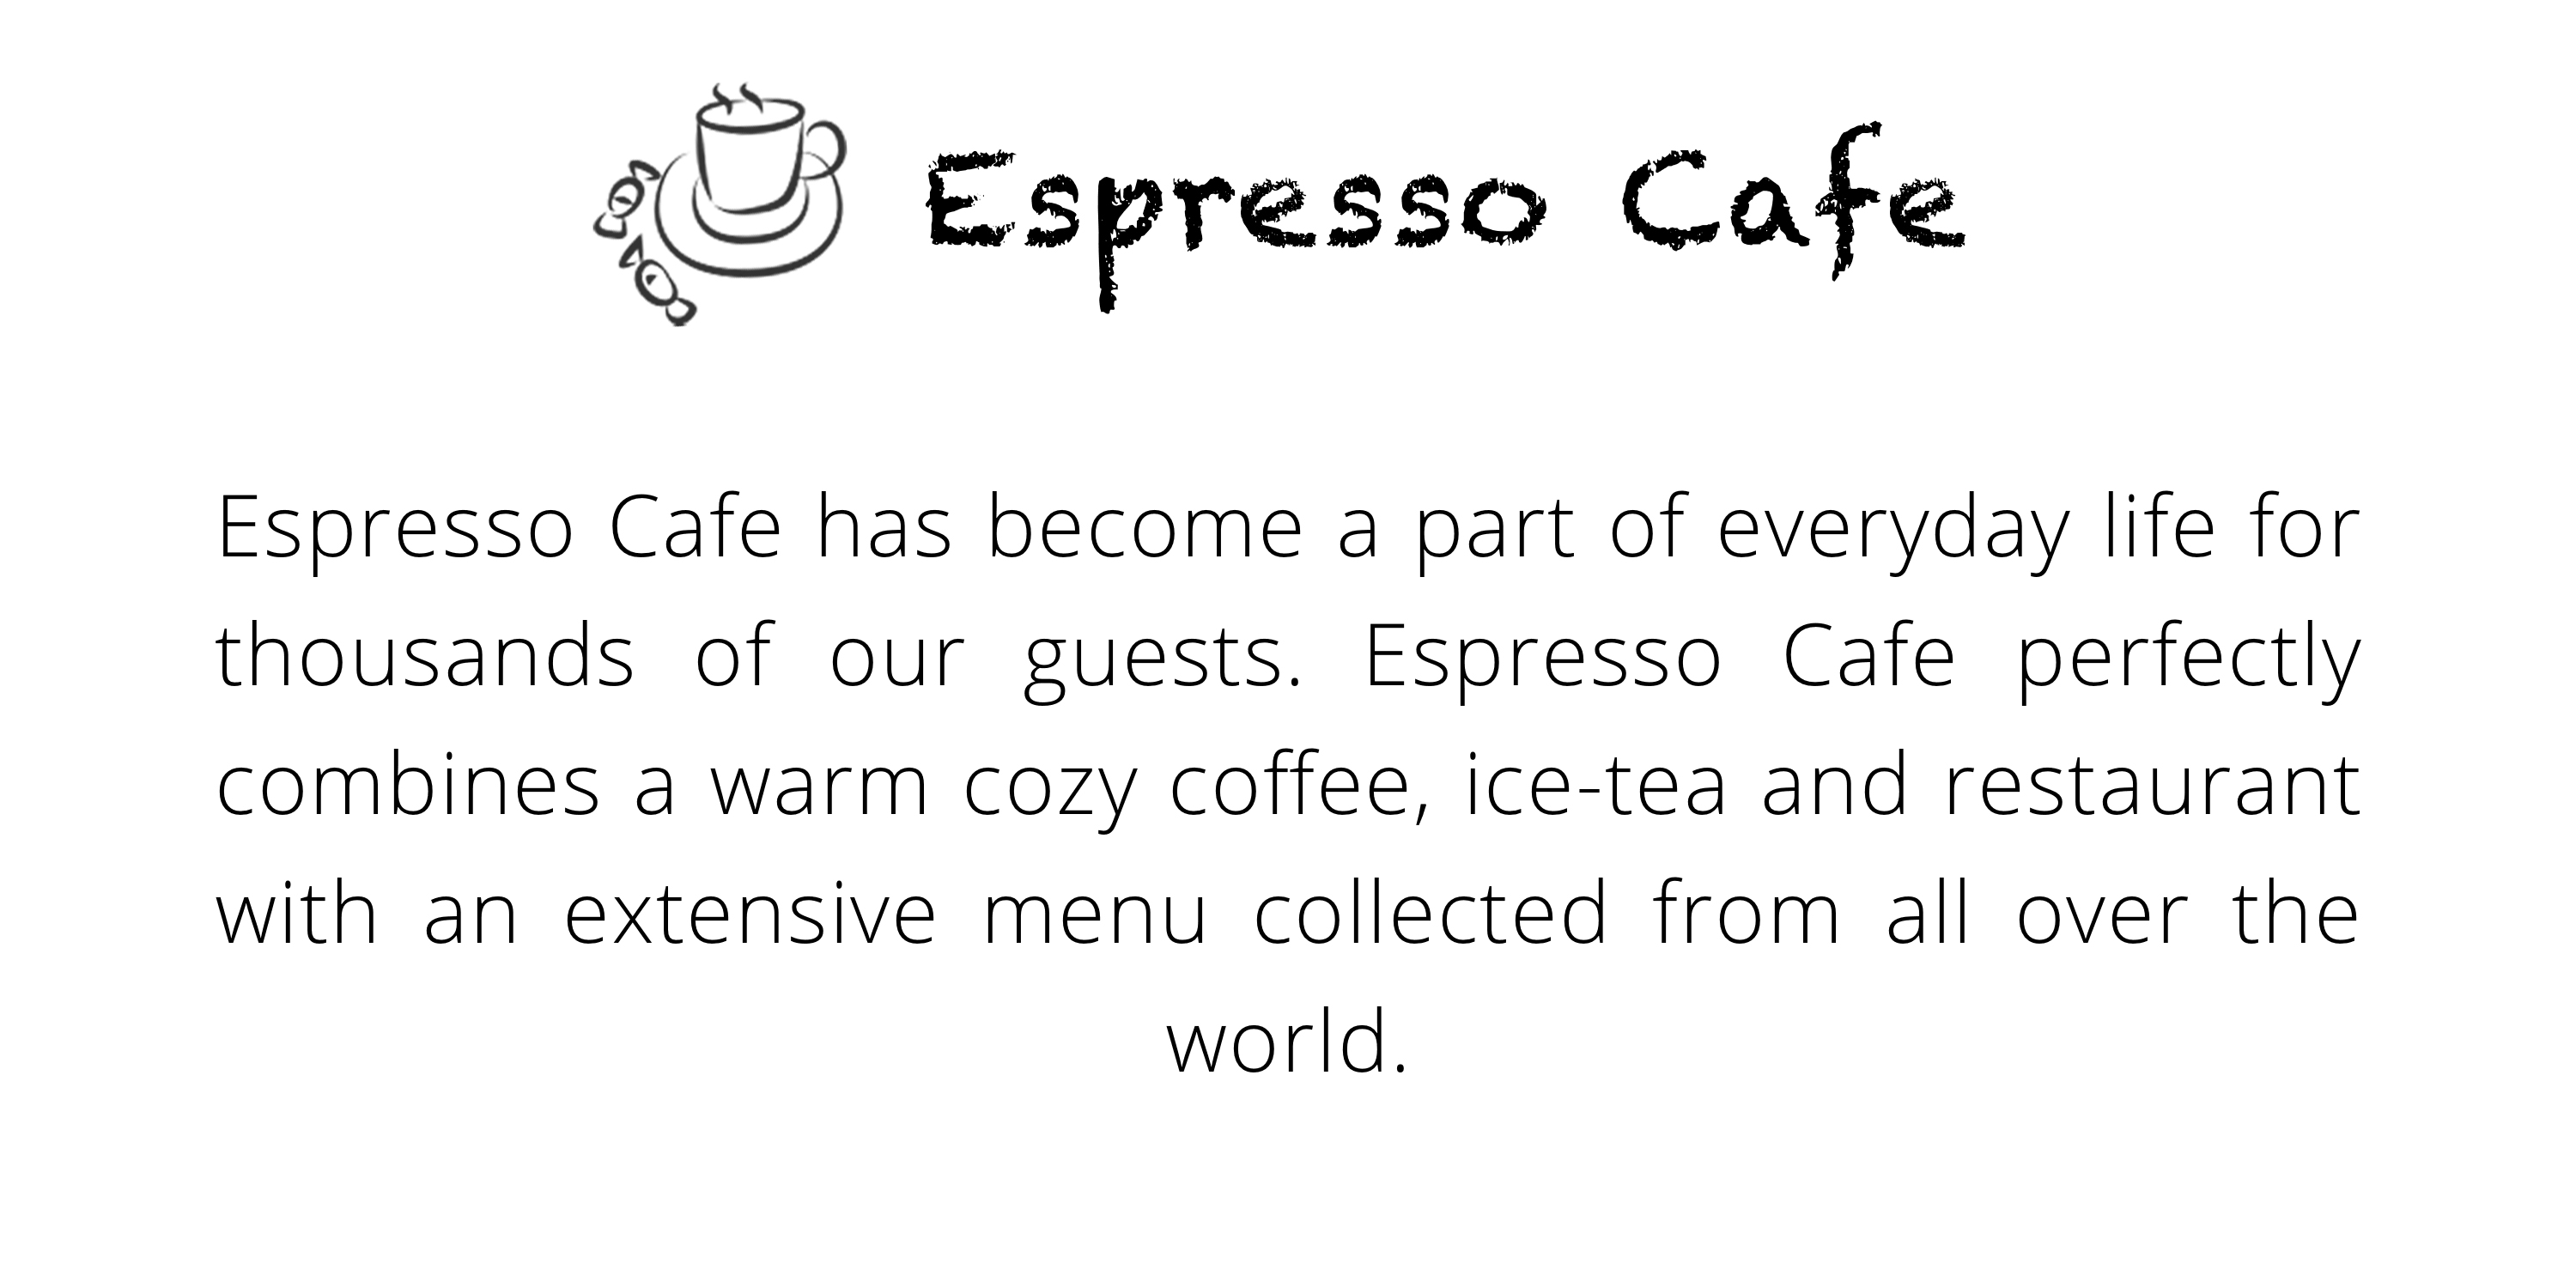 Espresso Cafe
Espresso Cafe has become a part of everyday life for
thousands of our guests. Espresso Cafe perfectly
combines a warm cozy coffee, ice-tea and restaurant
with an extensive menu collected from all over the
world.